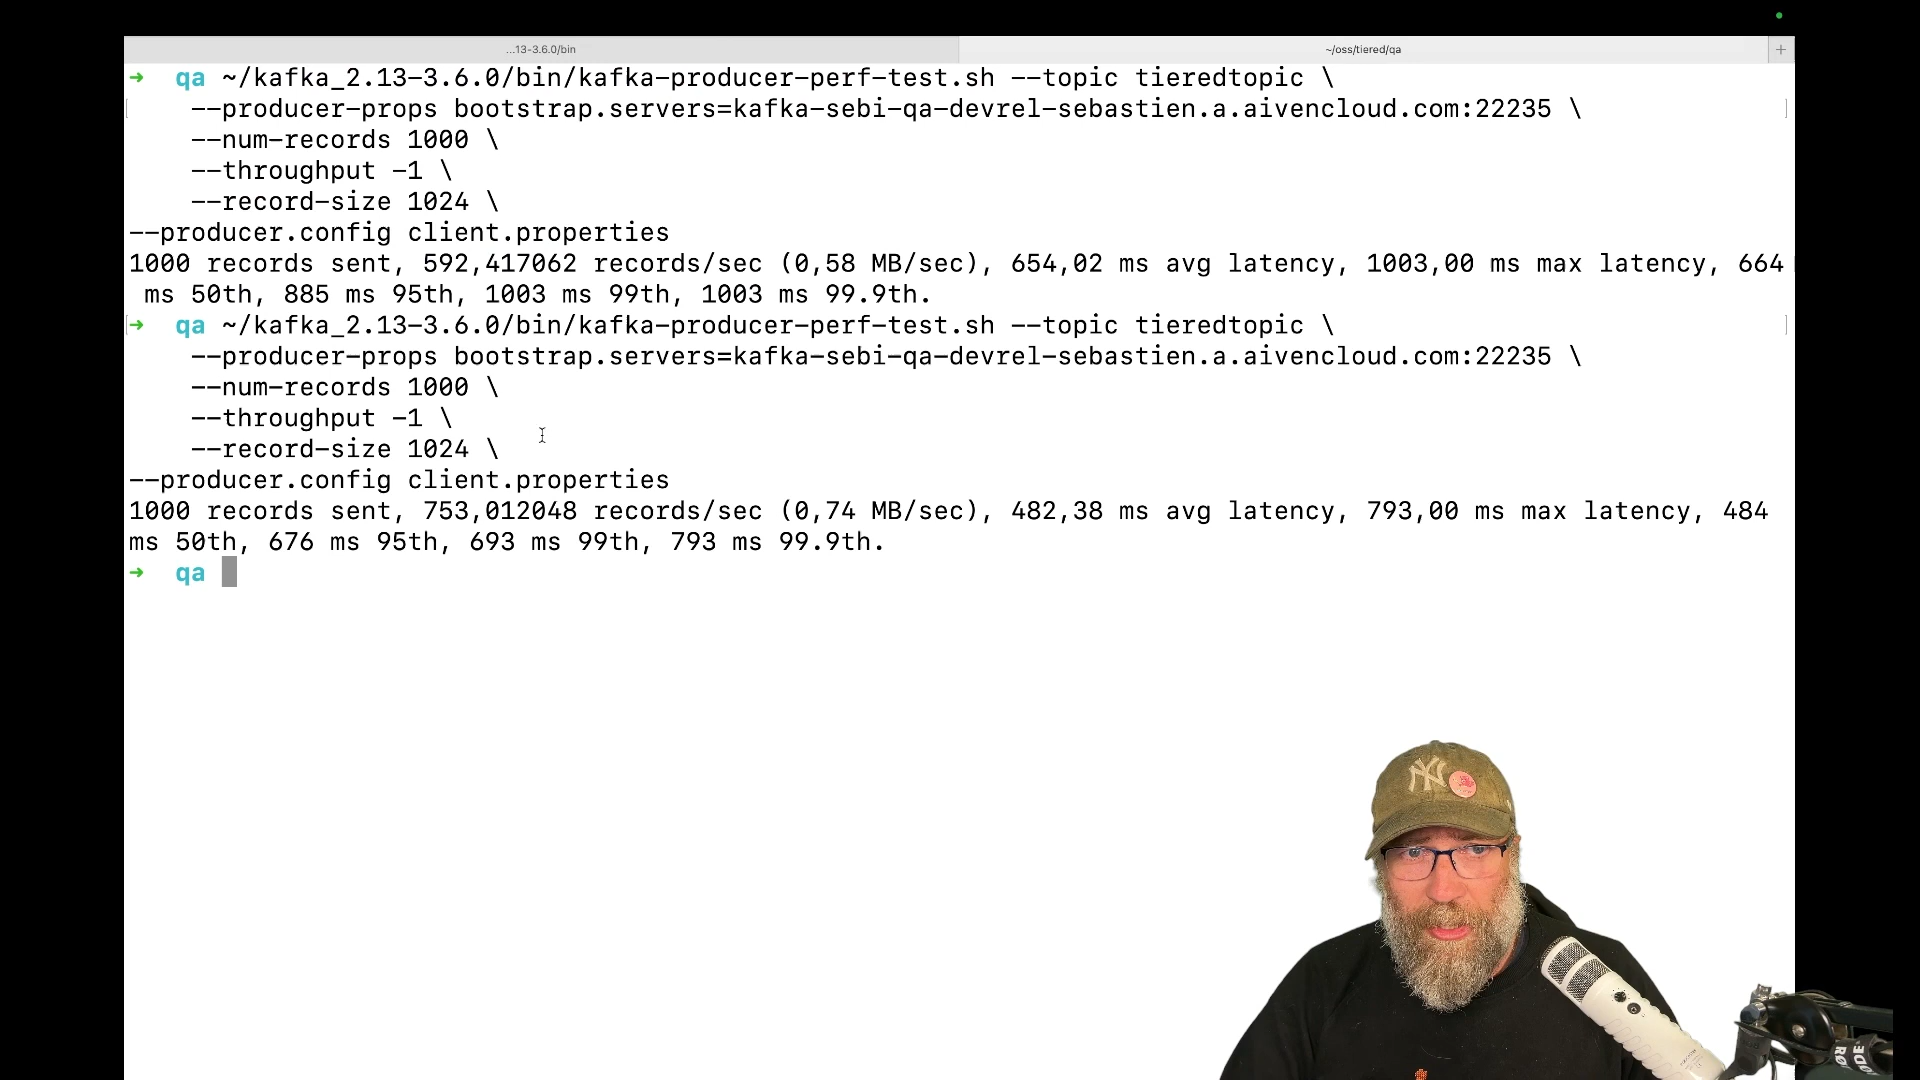 ...13-3.6.0/bin
~/oss/tiered/qa
+
➜ qa ~/kafka_2.13-3.6.0/bin/kafka-producer-perf-test.sh --topic tieredtopic \
--producer-props bootstrap.servers=kafka-sebi-qa-devrel-sebastien.a.aivencloud.com:22235 \
--num-records 1000 \
--throughput -1 \
--record-size 1024 \
--producer.config client.properties
1000 records sent, 592,417062 records/sec (0,58 MB/sec), 654,02 ms avg latency, 1003,00 ms max latency, 664
ms 50th, 885 ms 95th, 1003 ms 99th, 1003 ms 99.9th.
➜ qa ~/kafka_2.13-3.6.0/bin/kafka-producer-perf-test.sh --topic tieredtopic \
--producer-props bootstrap.servers=kafka-sebi-qa-devrel-sebastien.a.aivencloud.com:22235 \
--num-records 1000 \
--throughput -1 \
--record-size 1024 \
--producer.config client.properties
1000 records sent, 753,012048 records/sec (0,74 MB/sec), 482,38 ms avg latency, 793,00 ms max latency, 484
ms 50th, 676 ms 95th, 693 ms 99th, 793 ms 99.9th.
➜ qa
NY